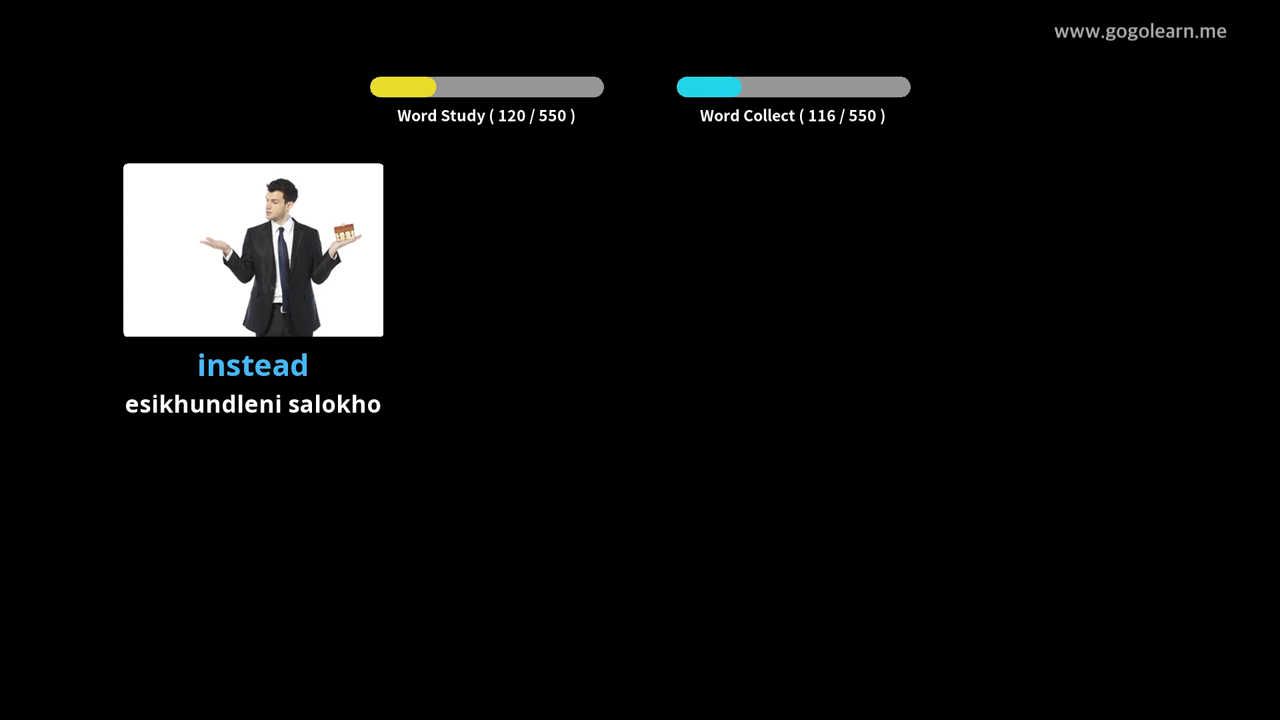 www.gogolearn.me
Word Study ( 120 / 550 )
Word Collect ( 116 / 550 )
instead
esikhundleni salokho